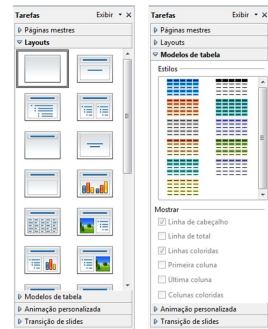 Tarefas Exibir
Páginas mestres
Layouts
Modelos de tabela
Animação personalizada
Transição de slides
Tarefas Exibir
Páginas mestres
Layouts
Modelos de tabela
Estilos
Mostrar
Linha de cabeçalho
Linha de total
Linhas coloridas
Primeira coluna
Última coluna
Colunas coloridas
Animação personalizada
Transição de slides